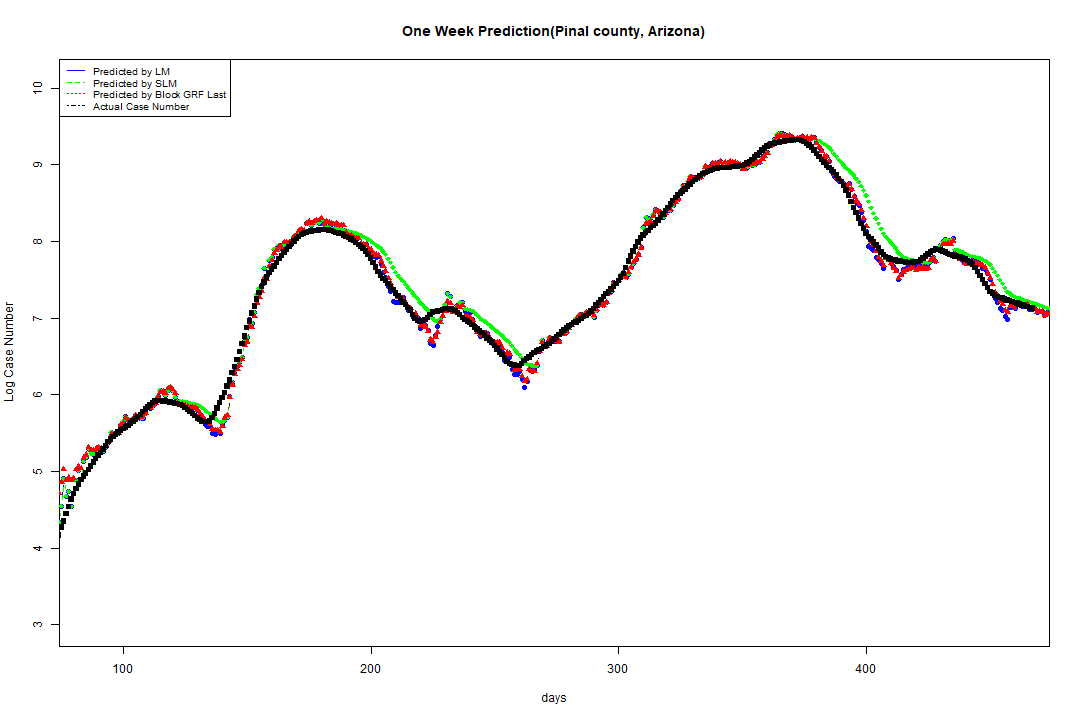 One Week Prediction(Pinal county, Arizona)
Predicted by LM
Predicted by SLM
Predicted by Block GRF Last
Actual Case Number
10
9
8
7
6
5
4
3
Log Case Number
100
200
300
400
days